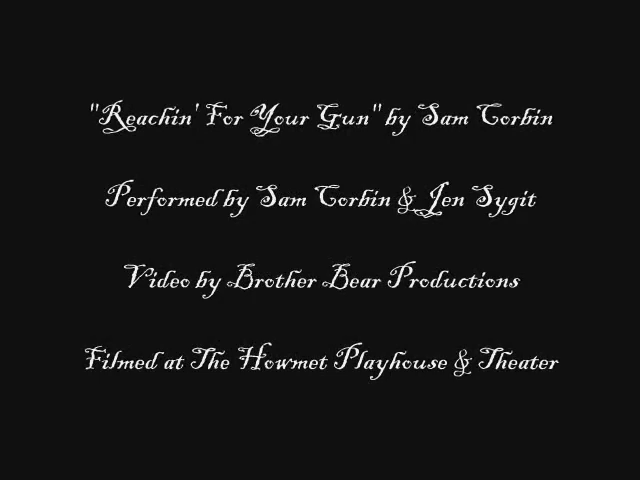 "Reachin' For Your Gun" by Sam Corbin
Performed by Sam Corbin & Jen Sygit
Video by Brother Bear Productions
Filmed at The Howmet Playhouse & Theater